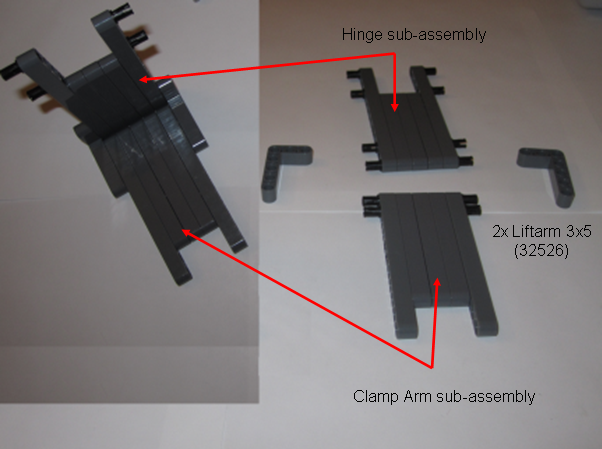 Hinge sub-assembly
2x Liftarm 3x5
(32526)
Clamp Arm sub-assembly